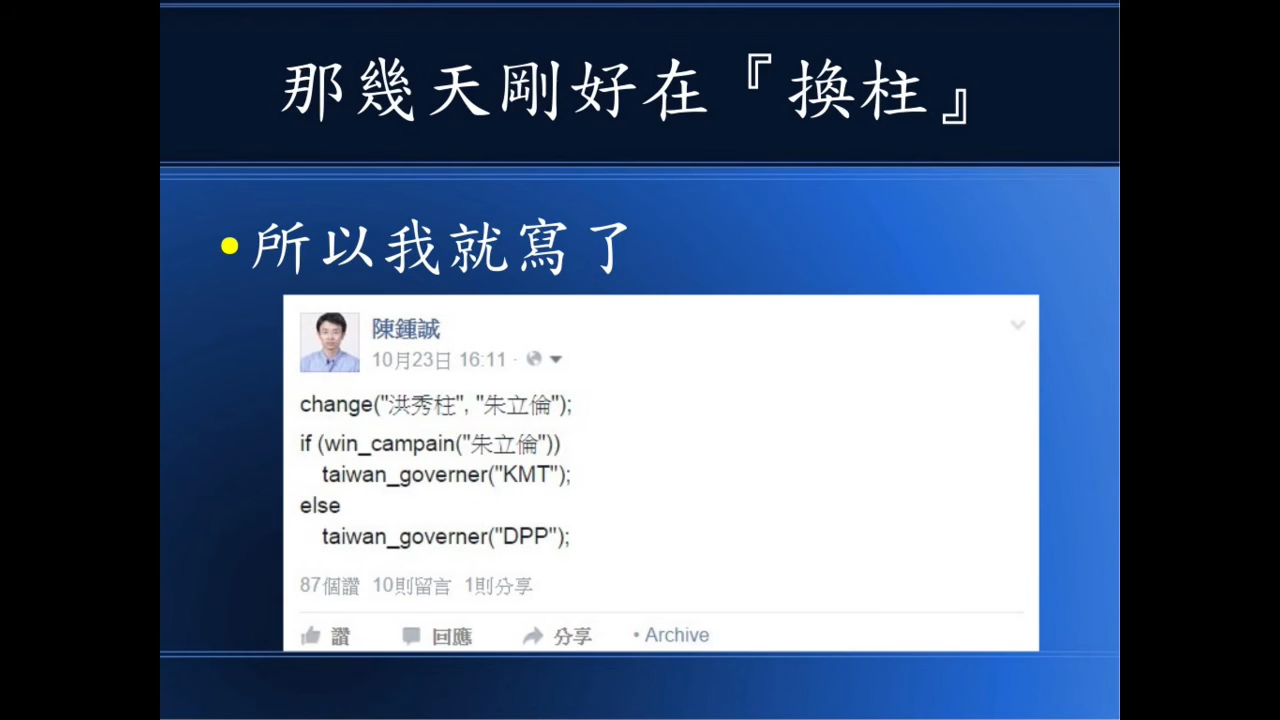 那幾天剛好在『換柱』
•所以我就寫了
陳鍾誠
10月23日 16:11 ·
change("洪秀柱", "朱立倫");
if (win_campain("朱立倫"))
taiwan_governer("KMT");
else
taiwan_governer("DPP");
87個讚 10則留言 1則分享
讚 回應 分享 • Archive